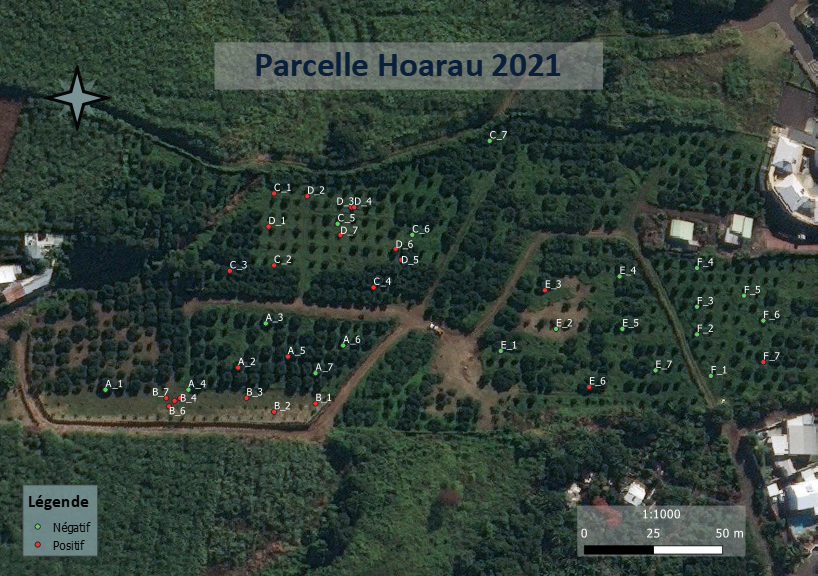 Parcelle Hoarau 2021
C_7
C_1
D_2
D_3
D_4
D_1
C_5
D_7
C_6
D_6
D_5
C_3
C_2
C_4
F_4
E_4
E_3
F_5
F_3
F_6
A_3
E_2
E_5
F_2
A_6
E_1
A_5
F_7
A_2
A_7
E_7
F_1
A_1
A_4
E_6
B_7
B_4
B_3
B_1
B_6
B_2
Légende
Négatif
Positif
1:1000
0 25 50 m